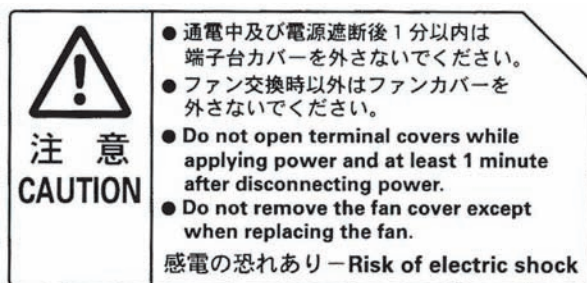 注 意
CAUTION
● 通電中及び電源遮断後1分以内は
端子台カバーを外さないでください。
● ファン交換時以外はファンカバーを
外さないでください。
● Do not open terminal covers while
applying power and at least 1 minute
after disconnecting power.
● Do not remove the fan cover except
when replacing the fan.
感電の恐れあり－Risk of electric shock